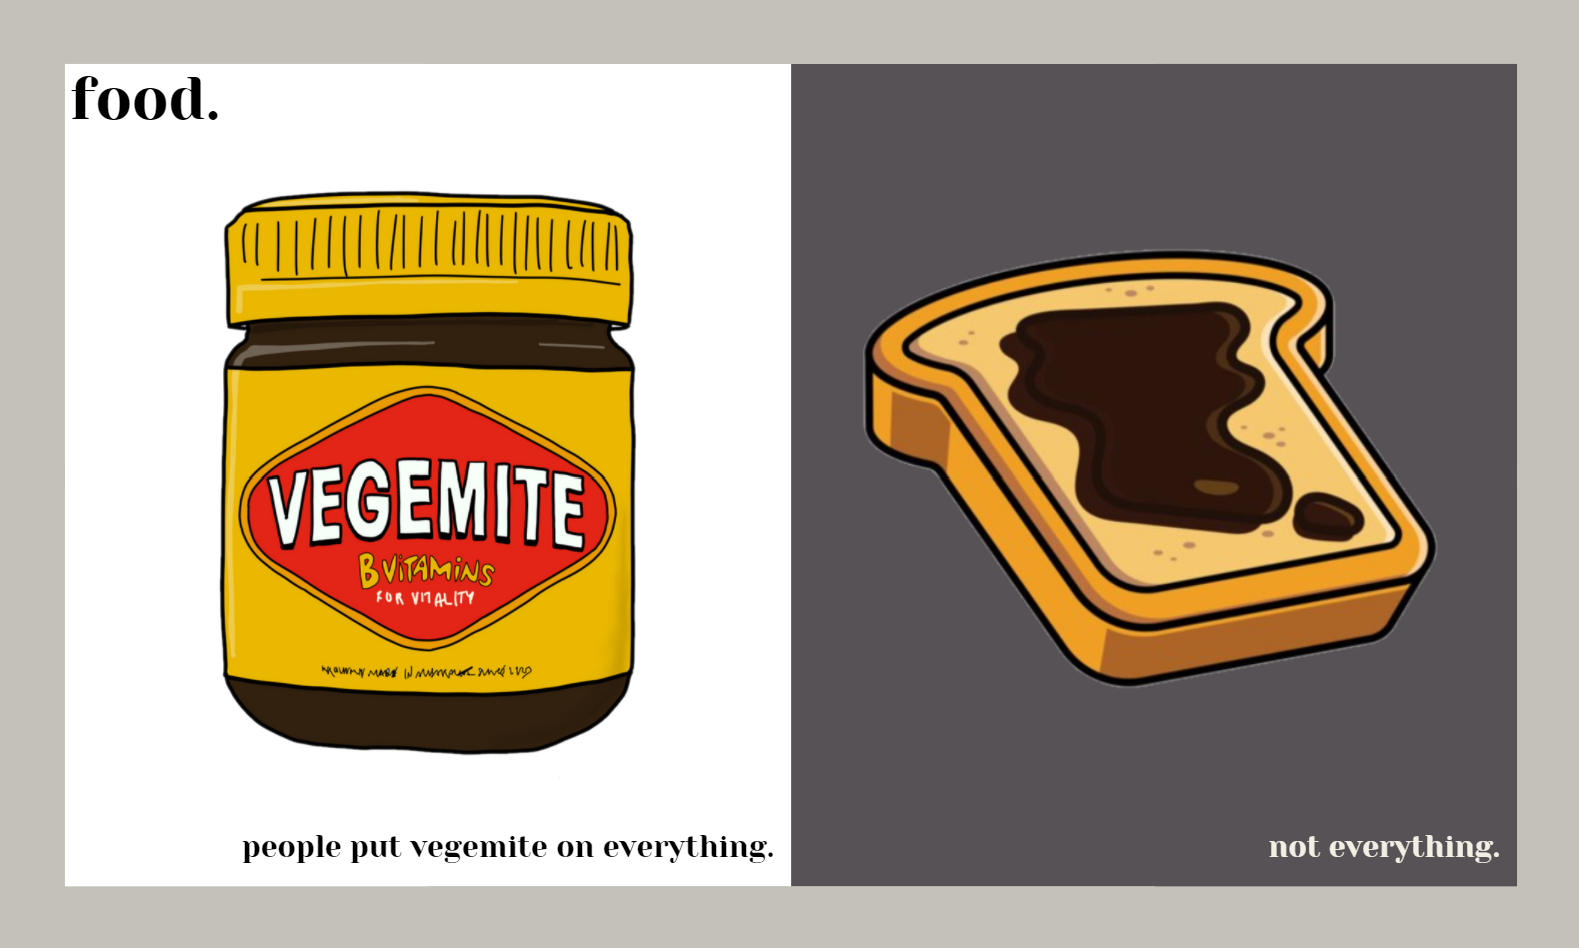 food.
VEGEMITE
B VITAMINS
FOR VITALITY
people put vegemite on everything.
not everything.